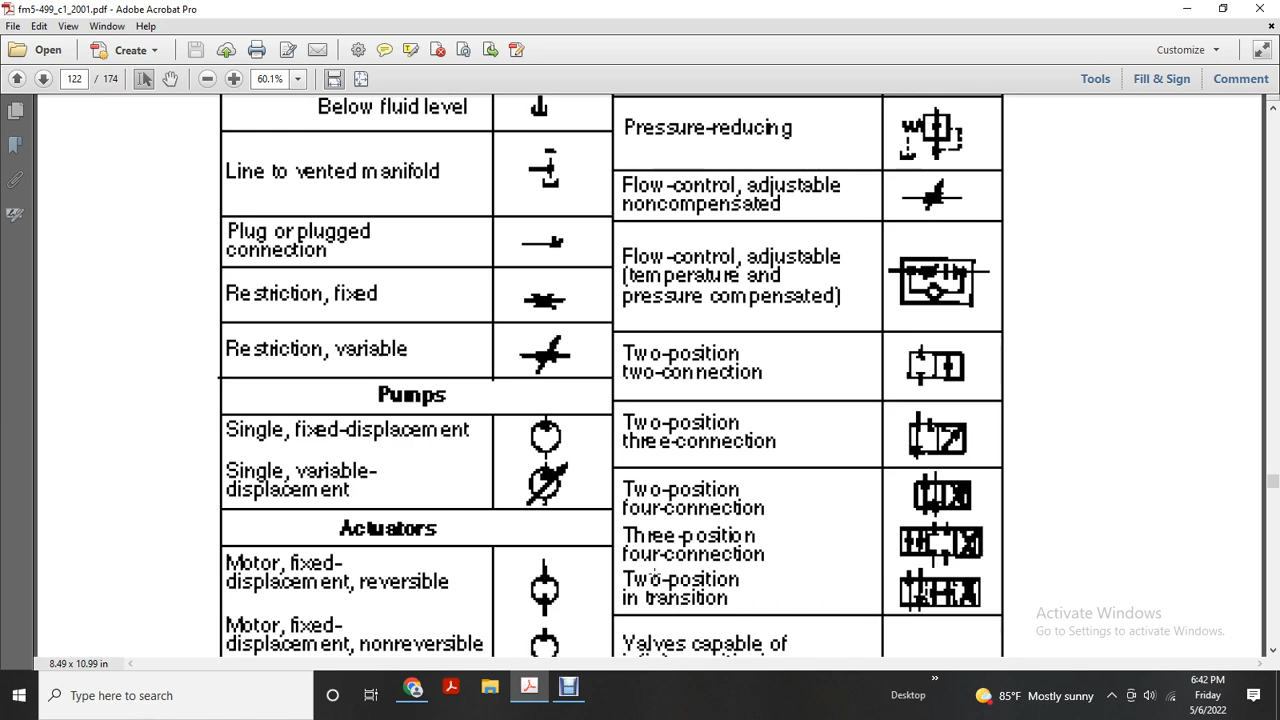 fm5-499_c1_2001.pdf - Adobe Acrobat Pro
File Edit View Window Help
Open Create Customize
122 / 174 60.1% Tools Fill & Sign Comment
Below fluid level
Line to vented manifold
Plug or plugged
connection
Restriction, fixed
Restriction, variable
Pumps
Single, fixed-displacement
Single, variable-
displacement
Actuators
Motor, fixed-
displacement, reversible
Motor, fixed-
displacement, nonreversible
Pressure-reducing
Flow-control, adjustable
noncompensated
Flow-control, adjustable
(temperature and
pressure compensated)
Two-position
two-connection
Two-position
three-connection
Two-position
four-connection
Three-position
four-connection
Two-position
in transition
Valves capable of
Activate Windows
Go to Settings to activate Windows.
8.49 x 10.99 in
Type here to search
Desktop
85°F Mostly sunny
6:42 PM
Friday
5/6/2022